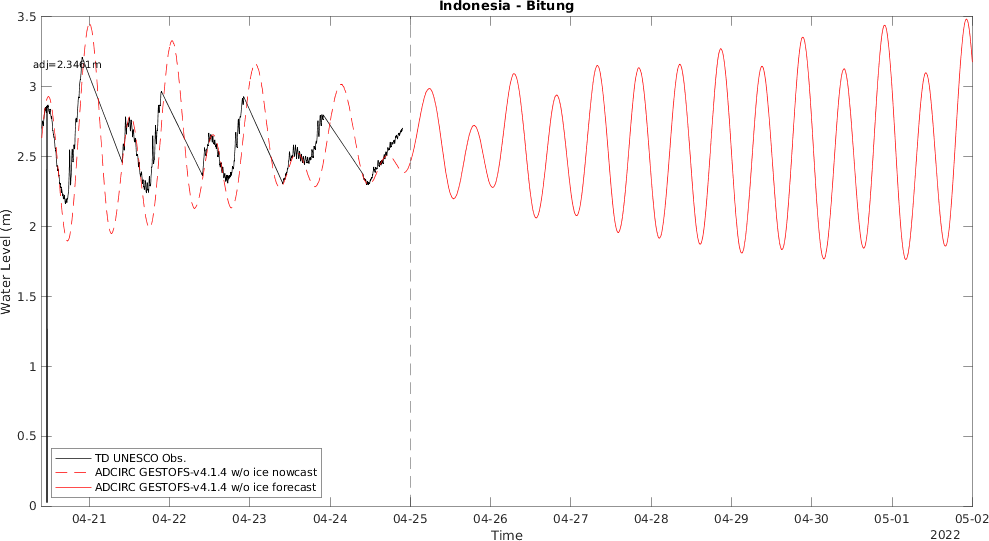 Indonesia - Bitung
adj=2.3461m
3.5
3
2.5
2
1.5
1
0.5
0
Water Level (m)
TD UNESCO Obs.
ADCIRC GESTOFS-v4.1.4 w/o ice nowcast
ADCIRC GESTOFS-v4.1.4 w/o ice forecast
04-21 04-22 04-23 04-24 04-25 04-26 04-27 04-28 04-29 04-30 05-01 05-02
Time
2022